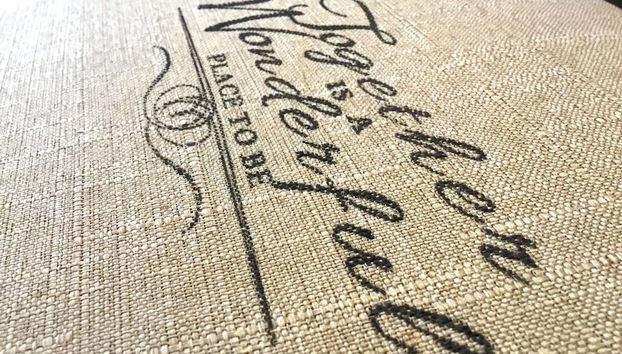 Together
IS A
Wonderful
PLACE TO BE